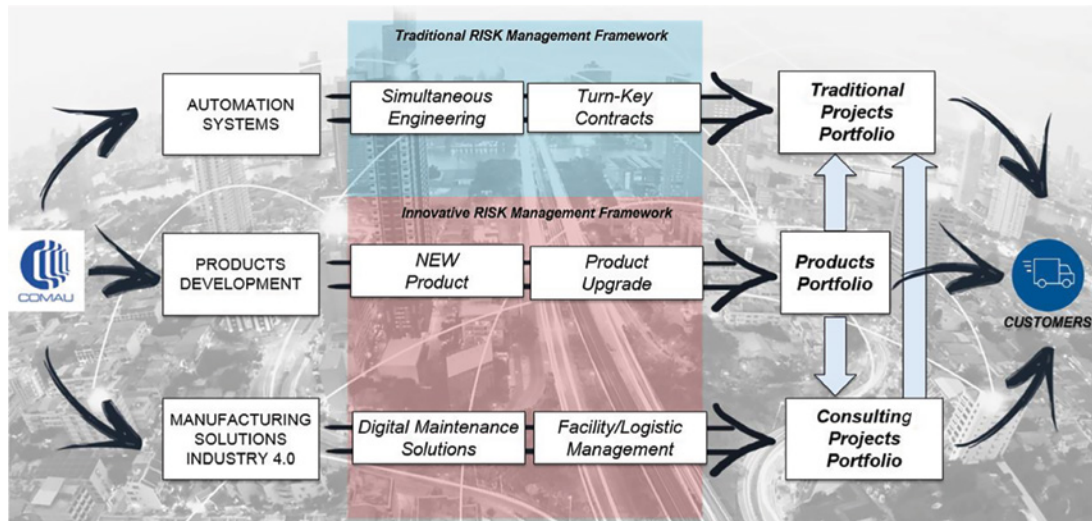 Traditional RISK Management Framework
AUTOMATION
SYSTEMS
Simultaneous
Engineering
Turn-Key
Contracts
Traditional
Projects
Portfolio
Innovative RISK Management Framework
COMAU
PRODUCTS
DEVELOPMENT
NEW
Product
Product
Upgrade
Products
Portfolio
CUSTOMERS
MANUFACTURING
SOLUTIONS
INDUSTRY 4.0
Digital Maintenance
Solutions
Facility/Logistic
Management
Consulting
Projects
Portfolio